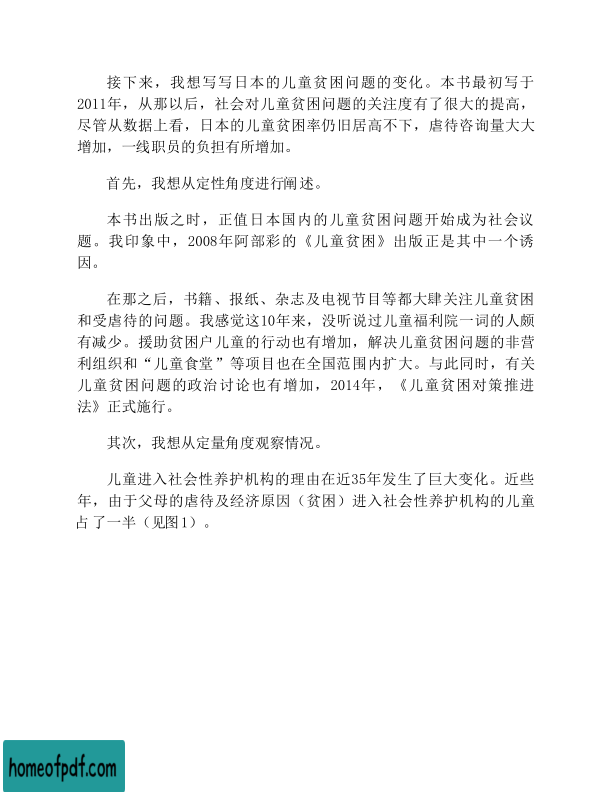 接下来，我想写写日本的儿童贫困问题的变化。本书最初写于
2011年，从那以后，社会对儿童贫困问题的关注度有了很大的提高，
尽管从数据上看，日本的儿童贫困率仍旧居高不下，虐待咨询量大大
增加，一线职员的负担有所增加。
首先，我想从定性角度进行阐述。
本书出版之时，正值日本国内的儿童贫困问题开始成为社会议
题。我印象中，2008年阿部彩的《儿童贫困》出版正是其中一个诱
因。
在那之后，书籍、报纸、杂志及电视节目等都大肆关注儿童贫困
和受虐待的问题。我感觉这10年来，没听说过儿童福利院一词的人颇
有减少。援助贫困户儿童的行动也有增加，解决儿童贫困问题的非营
利组织和“儿童食堂”等项目也在全国范围内扩大。与此同时，有关
儿童贫困问题的政治讨论也有增加，2014年，《儿童贫困对策推进
法》正式施行。
其次，我想从定量角度观察情况。
儿童进入社会性养护机构的理由在近35年发生了巨大变化。近些
年，由于父母的虐待及经济原因（贫困）进入社会性养护机构的儿童
占了一半（见图1）。
homeofpdf.com